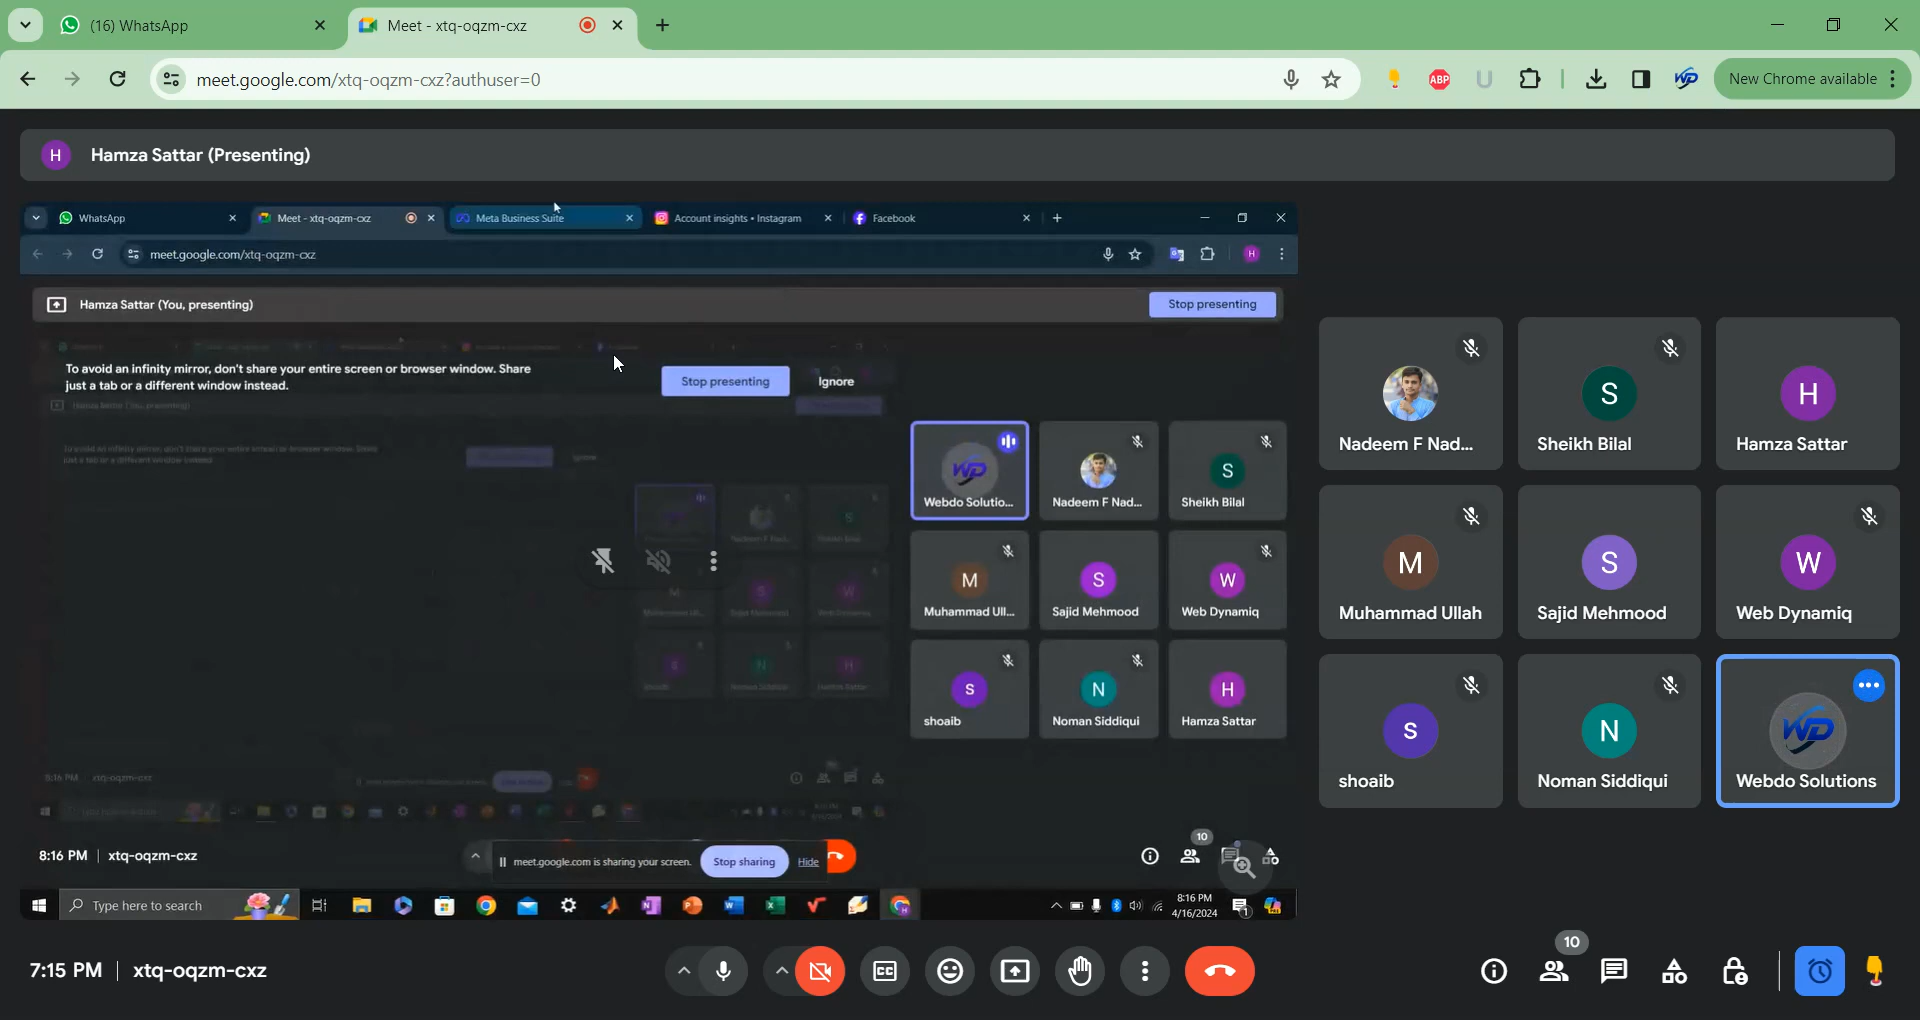 (16) WhatsApp
Meet - xtq-oqzm-cxz
meet.google.com/xtq-oqzm-cxz?authuser=0
ABP
U
New Chrome available
H
Hamza Sattar (Presenting)
WhatsApp
Meet - xtq-oqzm-cxz
Meta Business Suite
Account insights • Instagram
Facebook
meet.google.com/xtq-oqzm-cxz
H
Hamza Sattar (You, presenting)
Stop presenting
To avoid an infinity mirror, don't share your entire screen or browser window. Share
just a tab or a different window instead.
Stop presenting
Ignore
Webdo Solutio...
Nadeem F Nad...
S
Sheikh Bilal
M
Muhammad Ull...
S
Sajid Mehmood
W
Web Dynamiq
s
shoaib
N
Noman Siddiqui
H
Hamza Sattar
8:16 PM | xtq-oqzm-cxz
meet.google.com is sharing your screen.
Stop sharing
Hide
10
Type here to search
8:16 PM
4/16/2024
1
Nadeem F Nad...
S
Sheikh Bilal
H
Hamza Sattar
M
Muhammad Ullah
S
Sajid Mehmood
W
Web Dynamiq
s
shoaib
N
Noman Siddiqui
WD
Webdo Solutions
7:15 PM | xtq-oqzm-cxz
CC
10